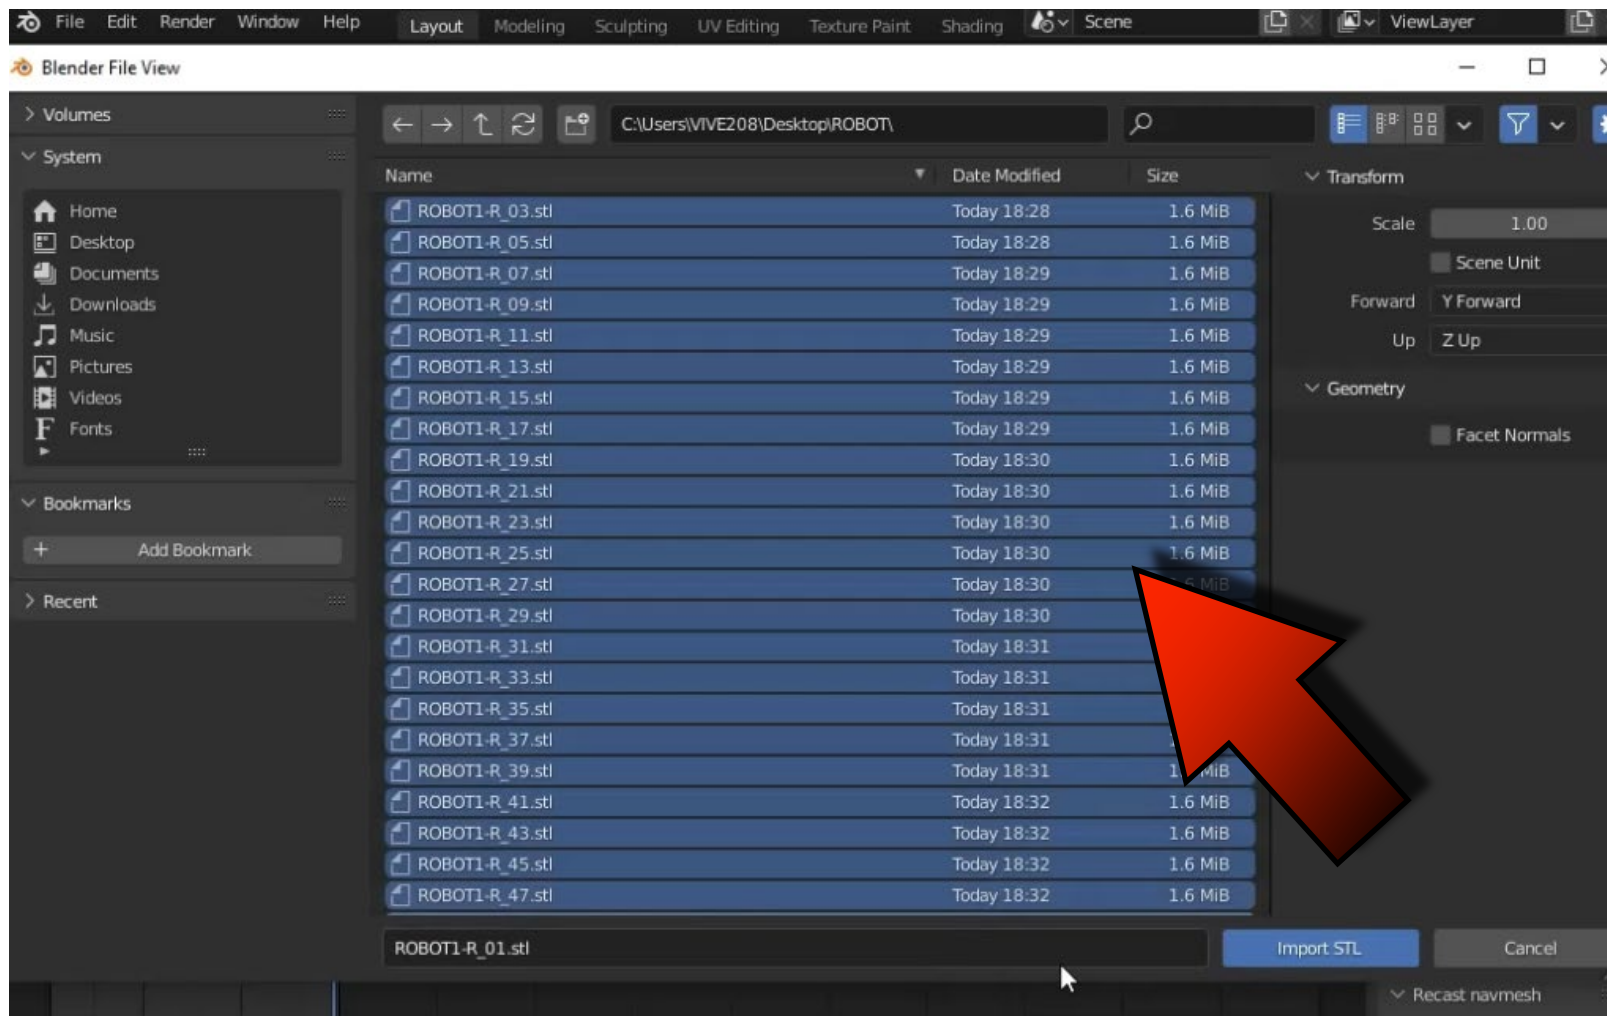 File Edit Render Window Help Layout Modeling Sculpting UV Editing Texture Paint Shading Scene ViewLayer
Blender File View
Volumes
System
Home
Desktop
Documents
Downloads
Music
Pictures
Videos
Fonts
Bookmarks
Add Bookmark
Recent
C:\Users\VIVE208\Desktop\ROBOT\
Name Date Modified Size
ROBOT1-R_03.stl Today 18:28 1.6 MiB
ROBOT1-R_05.stl Today 18:28 1.6 MiB
ROBOT1-R_07.stl Today 18:29 1.6 MiB
ROBOT1-R_09.stl Today 18:29 1.6 MiB
ROBOT1-R_11.stl Today 18:29 1.6 MiB
ROBOT1-R_13.stl Today 18:29 1.6 MiB
ROBOT1-R_15.stl Today 18:29 1.6 MiB
ROBOT1-R_17.stl Today 18:29 1.6 MiB
ROBOT1-R_19.stl Today 18:30 1.6 MiB
ROBOT1-R_21.stl Today 18:30 1.6 MiB
ROBOT1-R_23.stl Today 18:30 1.6 MiB
ROBOT1-R_25.stl Today 18:30 1.6 MiB
ROBOT1-R_27.stl Today 18:30 1.6 MiB
ROBOT1-R_29.stl Today 18:30
ROBOT1-R_31.stl Today 18:31
ROBOT1-R_33.stl Today 18:31
ROBOT1-R_35.stl Today 18:31
ROBOT1-R_37.stl Today 18:31
ROBOT1-R_39.stl Today 18:31 MiB
ROBOT1-R_41.stl Today 18:32 1.6 MiB
ROBOT1-R_43.stl Today 18:32 1.6 MiB
ROBOT1-R_45.stl Today 18:32 1.6 MiB
ROBOT1-R_47.stl Today 18:32 1.6 MiB
Transform
Scale 1.00
Scene Unit
Forward Y Forward
Up Z Up
Geometry
Facet Normals
ROBOT1-R_01.stl Import STL Cancel
Recast navmesh